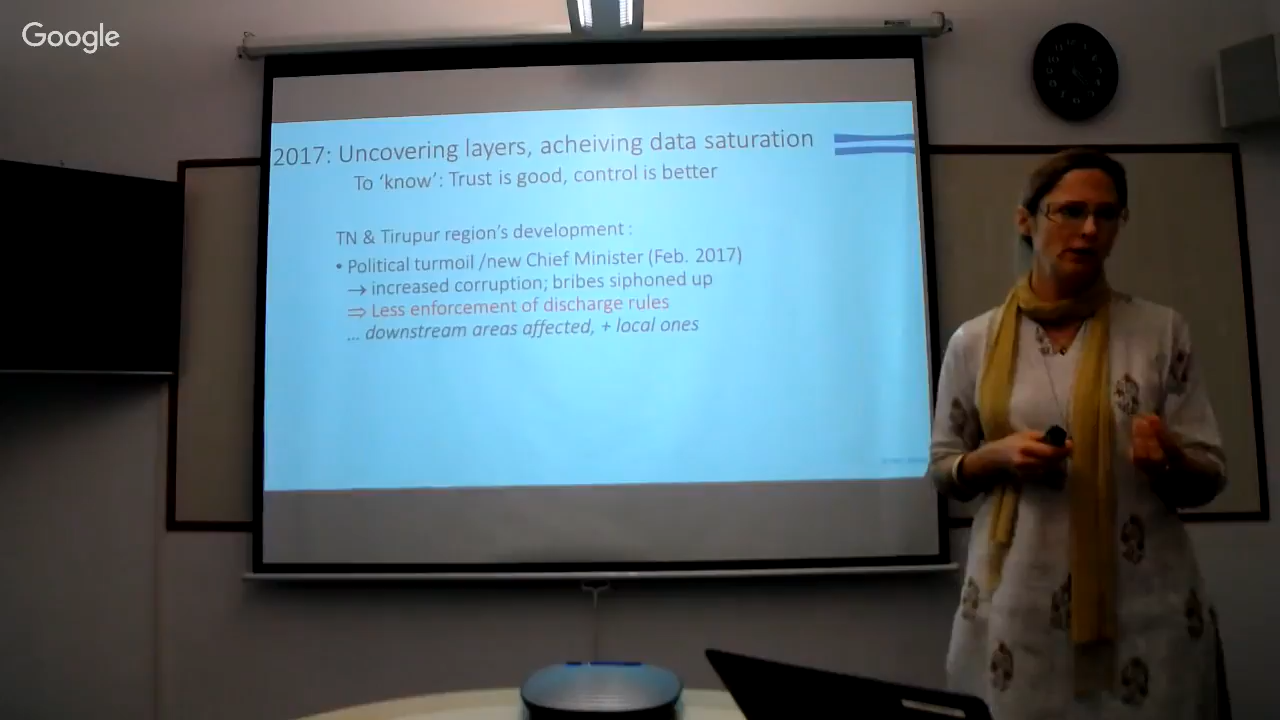 Google
2017: Uncovering layers, acheiving data saturation
To ‘know’: Trust is good, control is better
TN & Tirupur region’s development :
• Political turmoil /new Chief Minister (Feb. 2017)
→ increased corruption; bribes siphoned up
⇒ Less enforcement of discharge rules
... downstream areas affected, + local ones